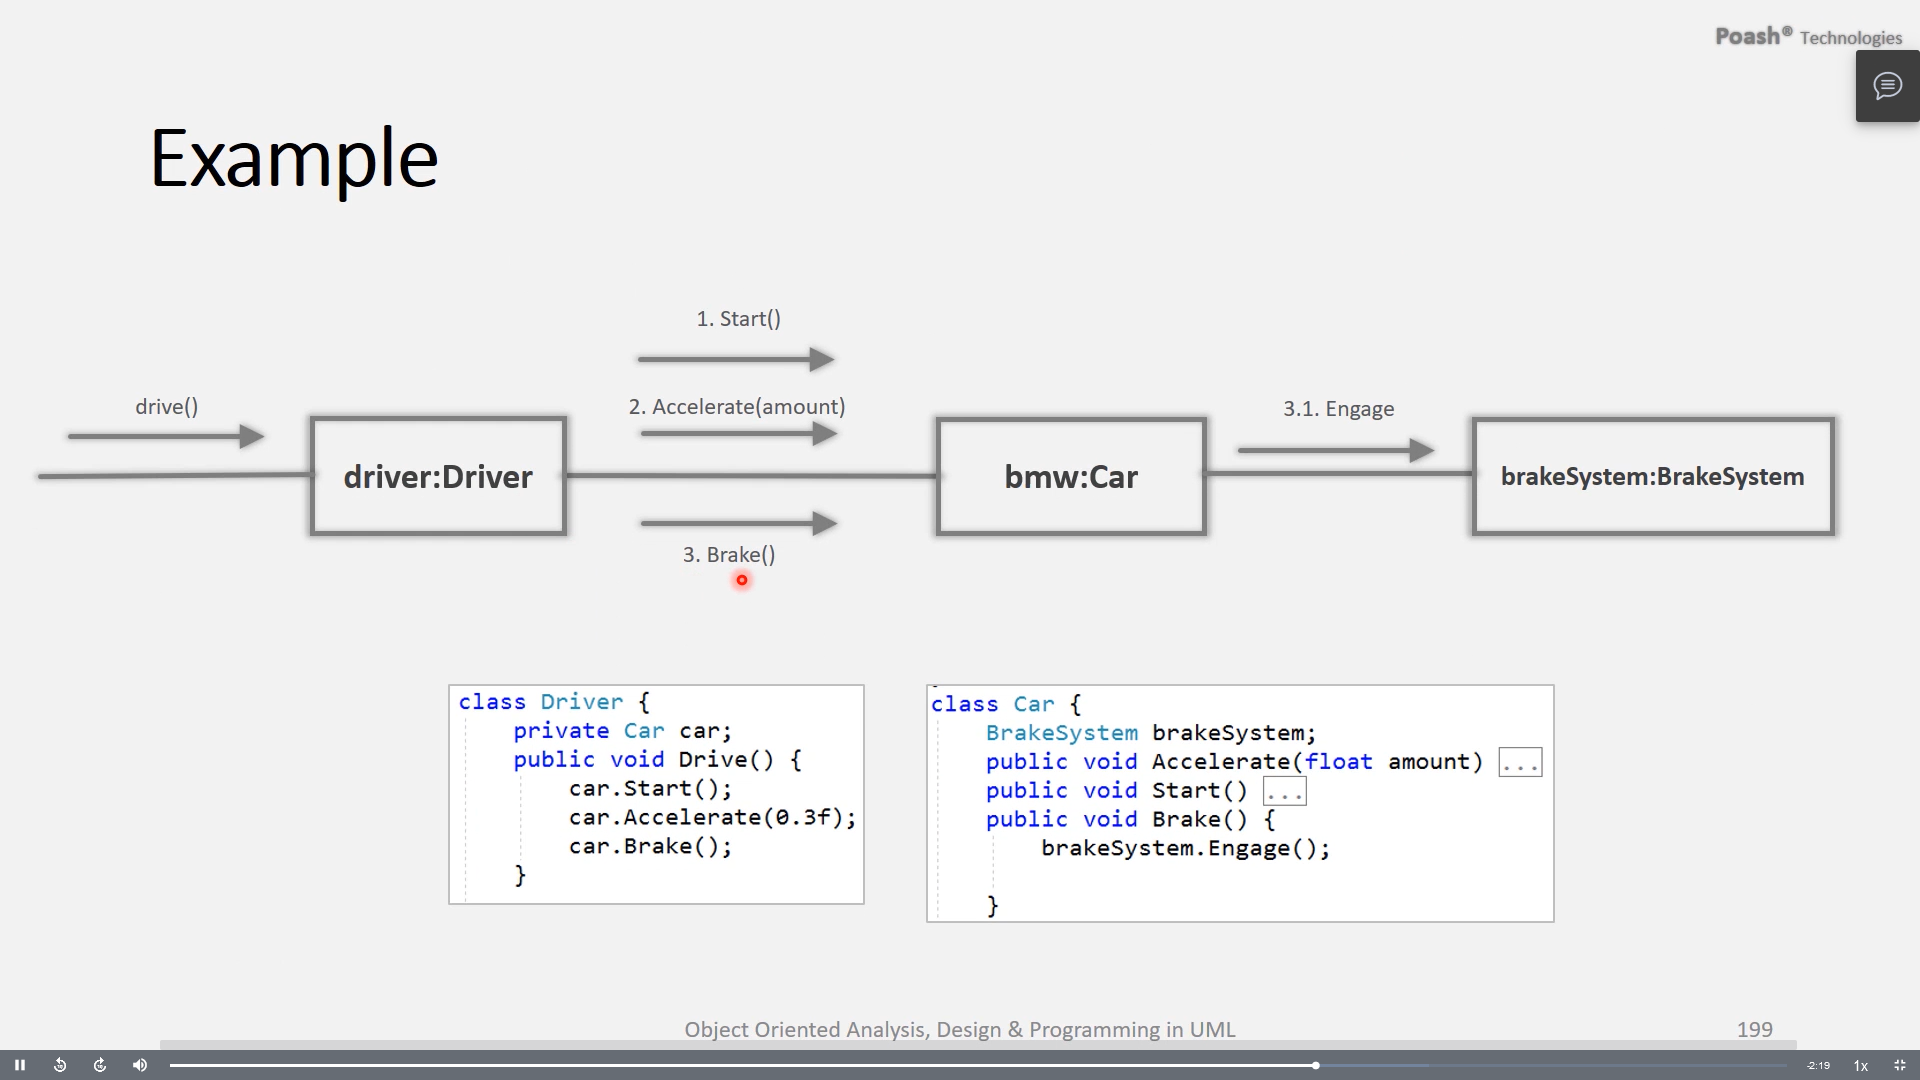 Poash® Technologies
Example
1. Start()
drive()
2. Accelerate(amount)
3.1. Engage
driver:Driver
bmw:Car
brakeSystem:BrakeSystem
3. Brake()
class Driver {
private Car car;
public void Drive() {
car.Start();
car.Accelerate(0.3f);
car.Brake();
}
class Car {
BrakeSystem brakeSystem;
public void Accelerate(float amount) ...
public void Start() ...
public void Brake() {
brakeSystem.Engage();
}
Object Oriented Analysis, Design & Programming in UML
199
-2:19
1x